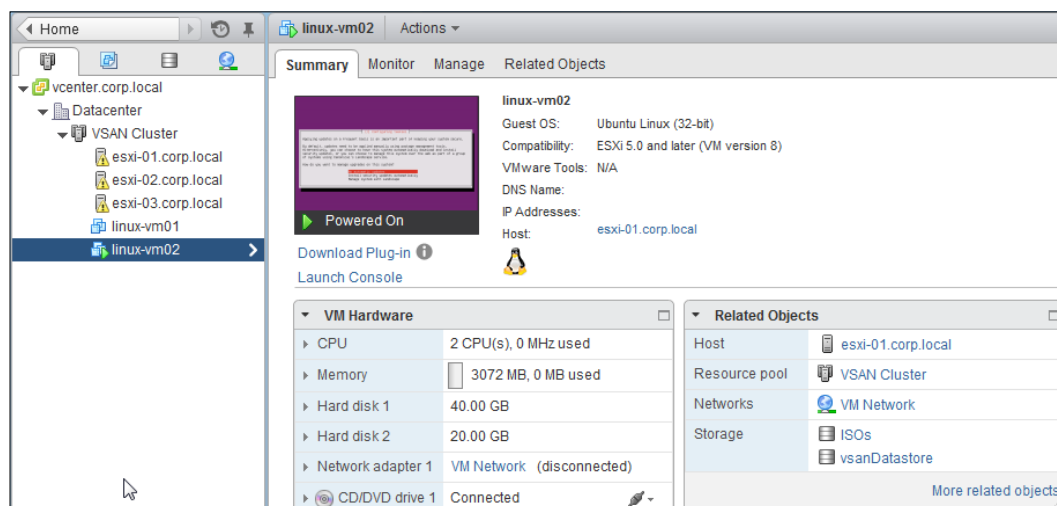 Home
vcenter.corp.local
Datacenter
VSAN Cluster
esxi-01.corp.local
esxi-02.corp.local
esxi-03.corp.local
linux-vm01
linux-vm02
linux-vm02 Actions
Summary Monitor Manage Related Objects
Powered On
Download Plug-in
Launch Console
linux-vm02
Guest OS: Ubuntu Linux (32-bit)
Compatibility: ESXi 5.0 and later (VM version 8)
VMware Tools: N/A
DNS Name:
IP Addresses:
Host: esxi-01.corp.local
VM Hardware
CPU 2 CPU(s), 0 MHz used
Memory 3072 MB, 0 MB used
Hard disk 1 40.00 GB
Hard disk 2 20.00 GB
Network adapter 1 VM Network (disconnected)
CD/DVD drive 1 Connected
Related Objects
Host esxi-01.corp.local
Resource pool VSAN Cluster
Networks VM Network
Storage ISOs
vsanDatastore
More related objects